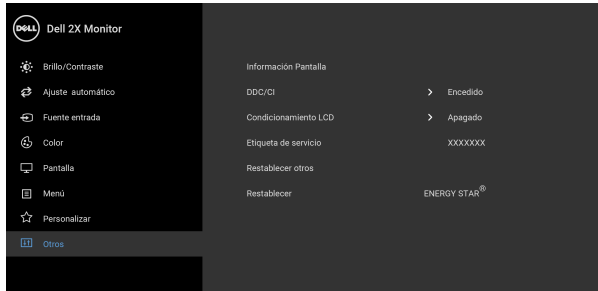 DELL Dell 2X Monitor
Brillo/Contraste Información Pantalla
Ajuste automático DDC/CI > Encedido
Fuente entrada Condicionamiento LCD > Apagado
Color Etiqueta de servicio XXXXXXX
Pantalla Restablecer otros
Menú Restablecer ENERGY STAR®
Personalizar
Otros